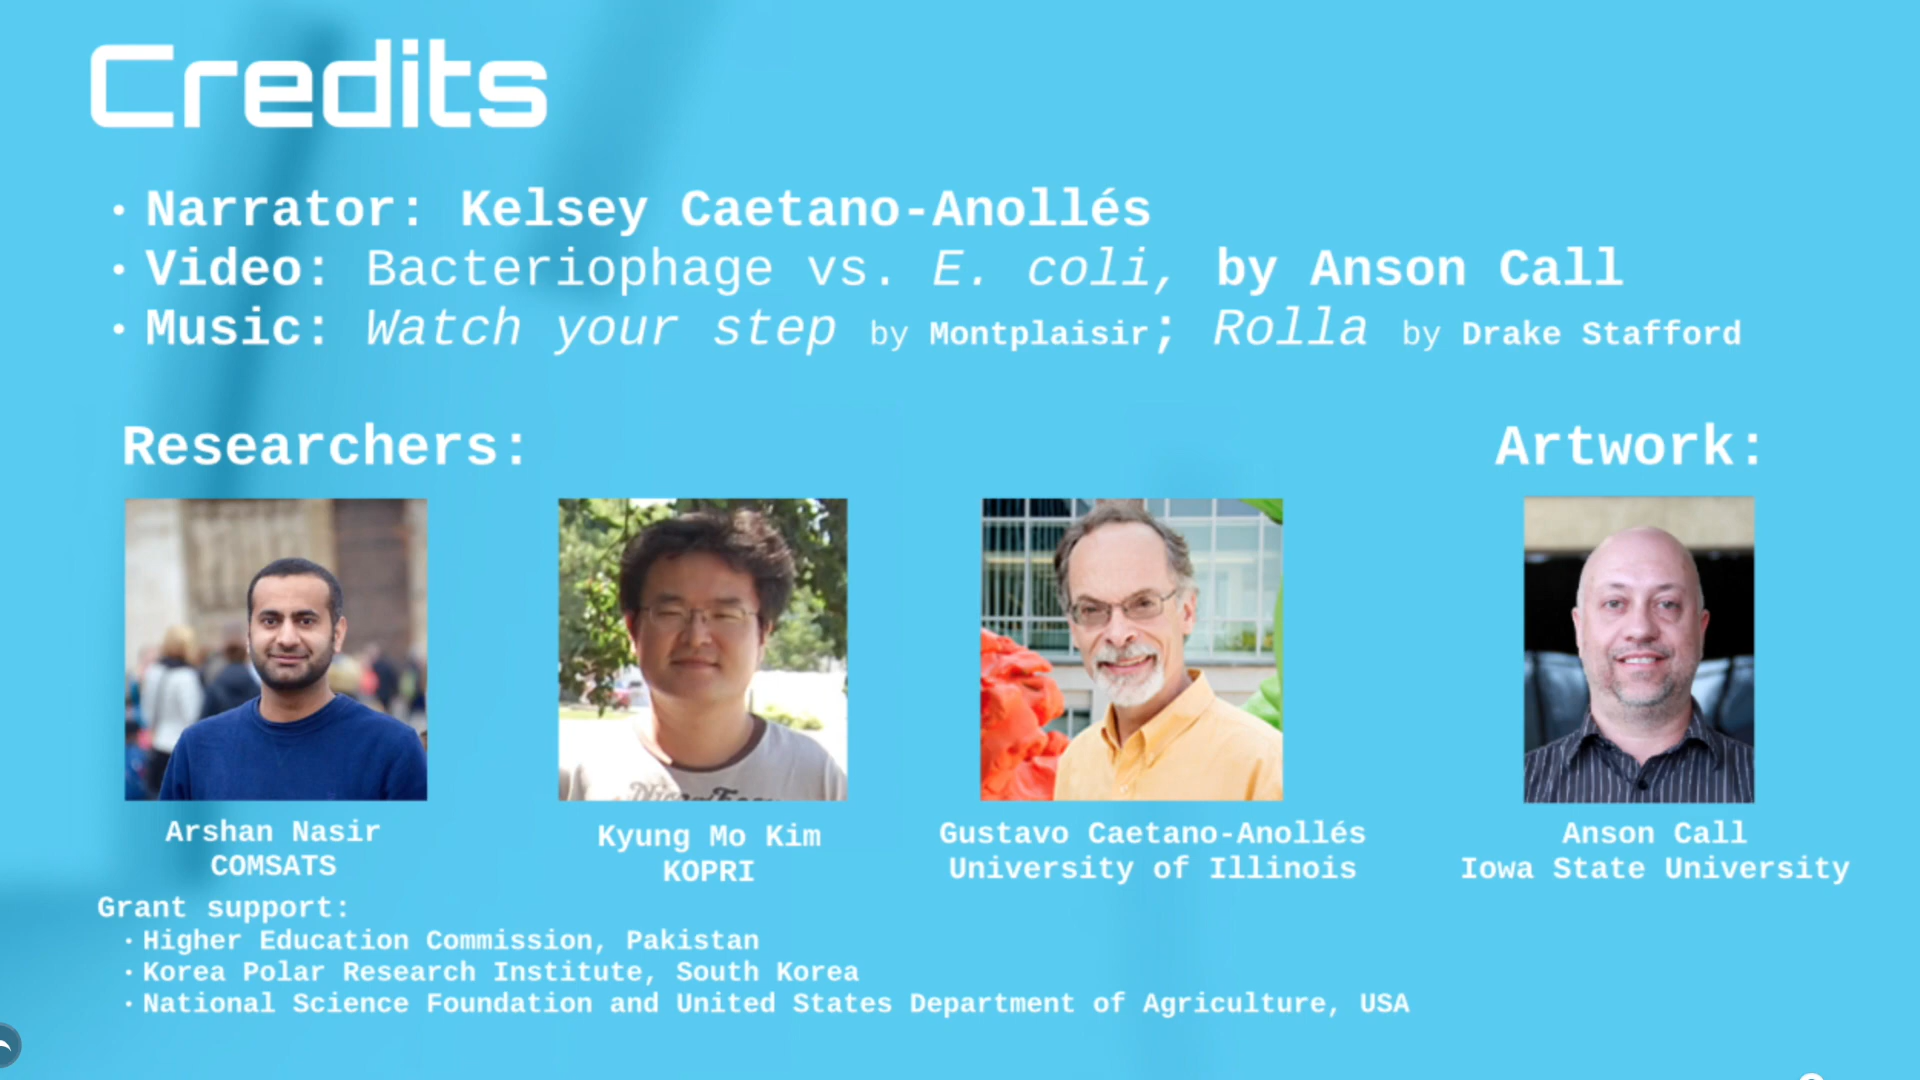 Credits
• Narrator: Kelsey Caetano-Anollés
• Video: Bacteriophage vs. E. coli, by Anson Call
• Music: Watch your step by Montplaisir; Rolla by Drake Stafford
Researchers:
Artwork:
Arshan Nasir
COMSATS
Kyung Mo Kim
KOPRI
Gustavo Caetano-Anollés
University of Illinois
Anson Call
Iowa State University
Grant support:
• Higher Education Commission, Pakistan
• Korea Polar Research Institute, South Korea
• National Science Foundation and United States Department of Agriculture, USA